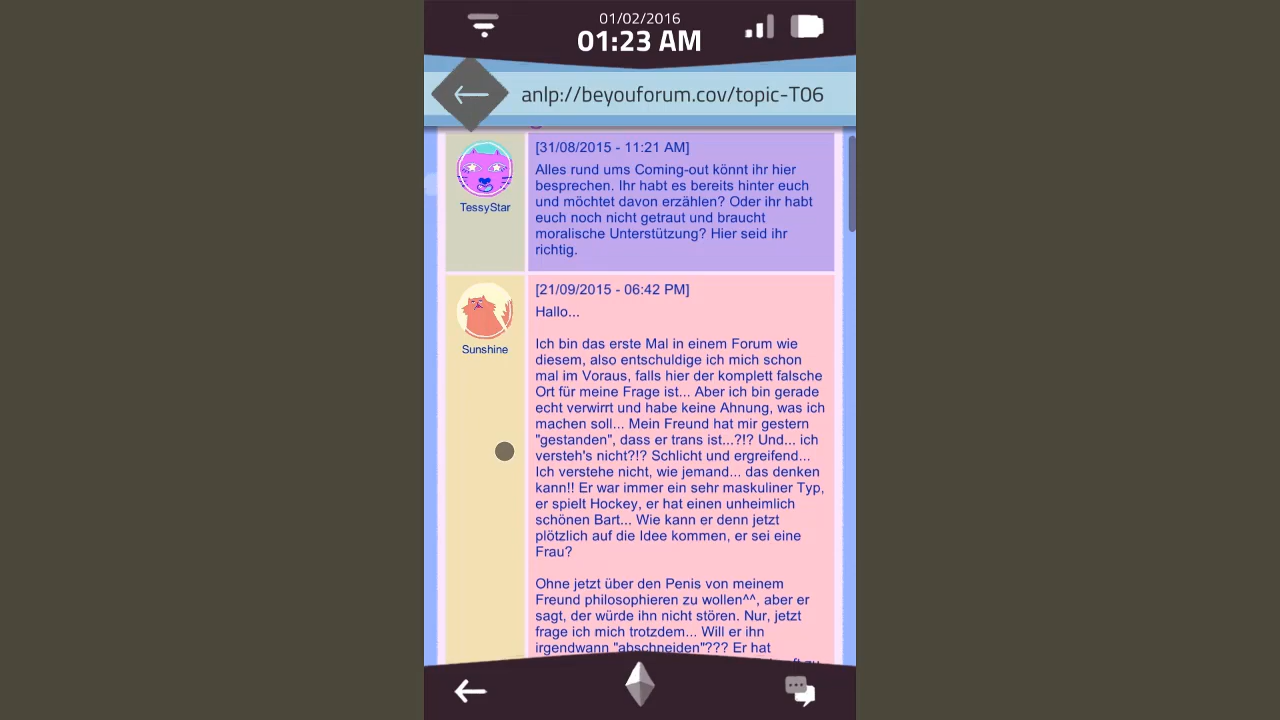 01/02/2016
01:23 AM
anlp://beyouforum.cov/topic-T06
[31/08/2015 - 11:21 AM]
Alles rund ums Coming-out könnt ihr hier
besprechen. Ihr habt es bereits hinter euch
und möchtet davon erzählen? Oder ihr habt
euch noch nicht getraut und braucht
moralische Unterstützung? Hier seid ihr
richtig.
TessyStar
[21/09/2015 - 06:42 PM]
Hallo...
Sunshine
Ich bin das erste Mal in einem Forum wie
diesem, also entschuldige ich mich schon
mal im Voraus, falls hier der komplett falsche
Ort für meine Frage ist... Aber ich bin gerade
echt verwirrt und habe keine Ahnung, was ich
machen soll... Mein Freund hat mir gestern
"gestanden", dass er trans ist...?!? Und... ich
versteh's nicht?!? Schlicht und ergreifend...
Ich verstehe nicht, wie jemand... das denken
kann!! Er war immer ein sehr maskuliner Typ,
er spielt Hockey, er hat einen unheimlich
schönen Bart... Wie kann er denn jetzt
plötzlich auf die Idee kommen, er sei eine
Frau?
Ohne jetzt über den Penis von meinem
Freund philosophieren zu wollen^^, aber er
sagt, der würde ihn nicht stören. Nur, jetzt
frage ich mich trotzdem... Will er ihn
irgendwann "abschneiden"??? Er hat